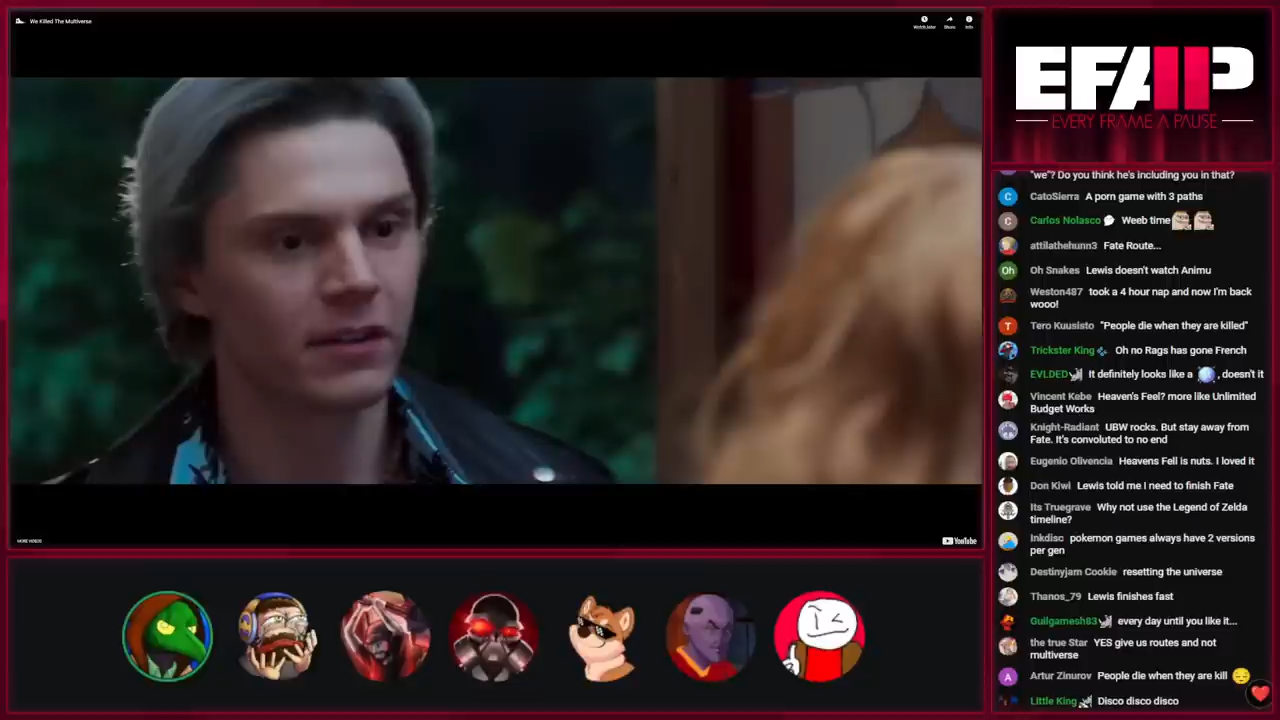 We Killed The Multiverse
Watch later
Share
Info
MORE VIDEOS
YouTube
EFAP
EVERY FRAME A PAUSE
"we"? Do you think he's including you in that?
C CatoSierra A porn game with 3 paths
C Carlos Nolasco Weeb time
attilathehunn3 Fate Route...
Oh Oh Snakes Lewis doesn't watch Animu
Weston487 took a 4 hour nap and now I'm back
wooo!
T Tero Kuusisto "People die when they are killed"
Trickster King Oh no Rags has gone French
EVLDED It definitely looks like a , doesn't it
Vincent Kebe Heaven's Feel? more like Unlimited
Budget Works
Knight-Radiant UBW rocks. But stay away from
Fate. It's convoluted to no end
Eugenio Olivencia Heavens Fell is nuts. I loved it
Don Kiwi Lewis told me I need to finish Fate
Its Truegrave Why not use the Legend of Zelda
timeline?
Inkdisc pokemon games always have 2 versions
per gen
Destinyjam Cookie resetting the universe
Thanos_79 Lewis finishes fast
Guilgamesh83 every day until you like it...
the true Star YES give us routes and not
multiverse
A Artur Zinurov People die when they are kill
Little King Disco disco disco